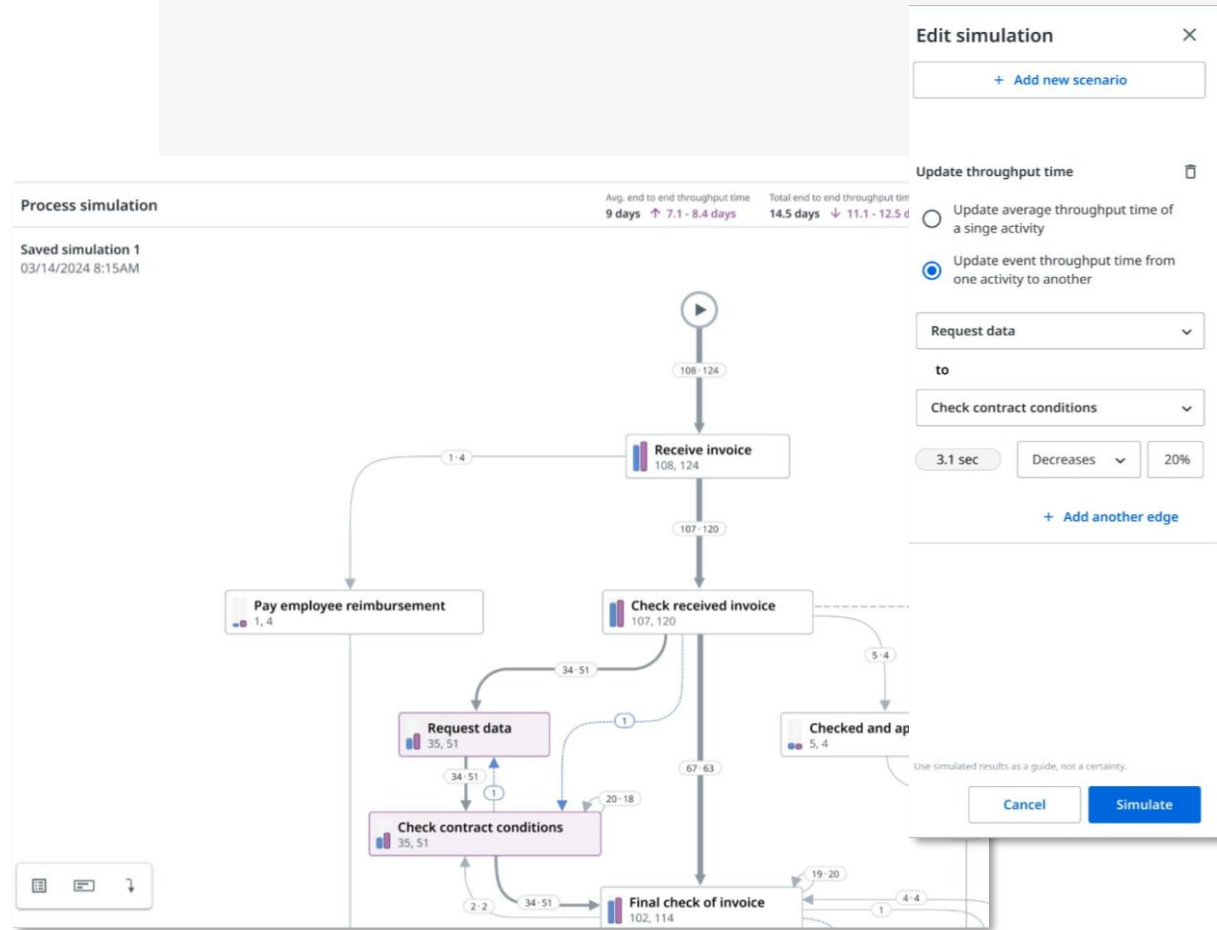 Process simulation
Avg. end to end throughput time
9 days ↑ 7.1 - 8.4 days
Total end to end throughput tim
14.5 days ↓ 11.1 - 12.5 d
Saved simulation 1
03/14/2024 8:15AM
108 · 124
Receive invoice
108, 124
1 · 4
107 · 120
Pay employee reimbursement
1, 4
Check received invoice
107, 120
5 · 4
34 · 51
Request data
35, 51
1
Checked and ap
5, 4
34 · 51
1
67 · 63
20 · 18
Check contract conditions
35, 51
19 · 20
2 · 2
34 · 51
Final check of invoice
102, 114
4 · 4
1
Edit simulation
+ Add new scenario
Update throughput time
Update average throughput time of
a singe activity
Update event throughput time from
one activity to another
Request data
to
Check contract conditions
3.1 sec
Decreases
20%
+ Add another edge
Use simulated results as a guide, not a certainty.
Cancel
Simulate